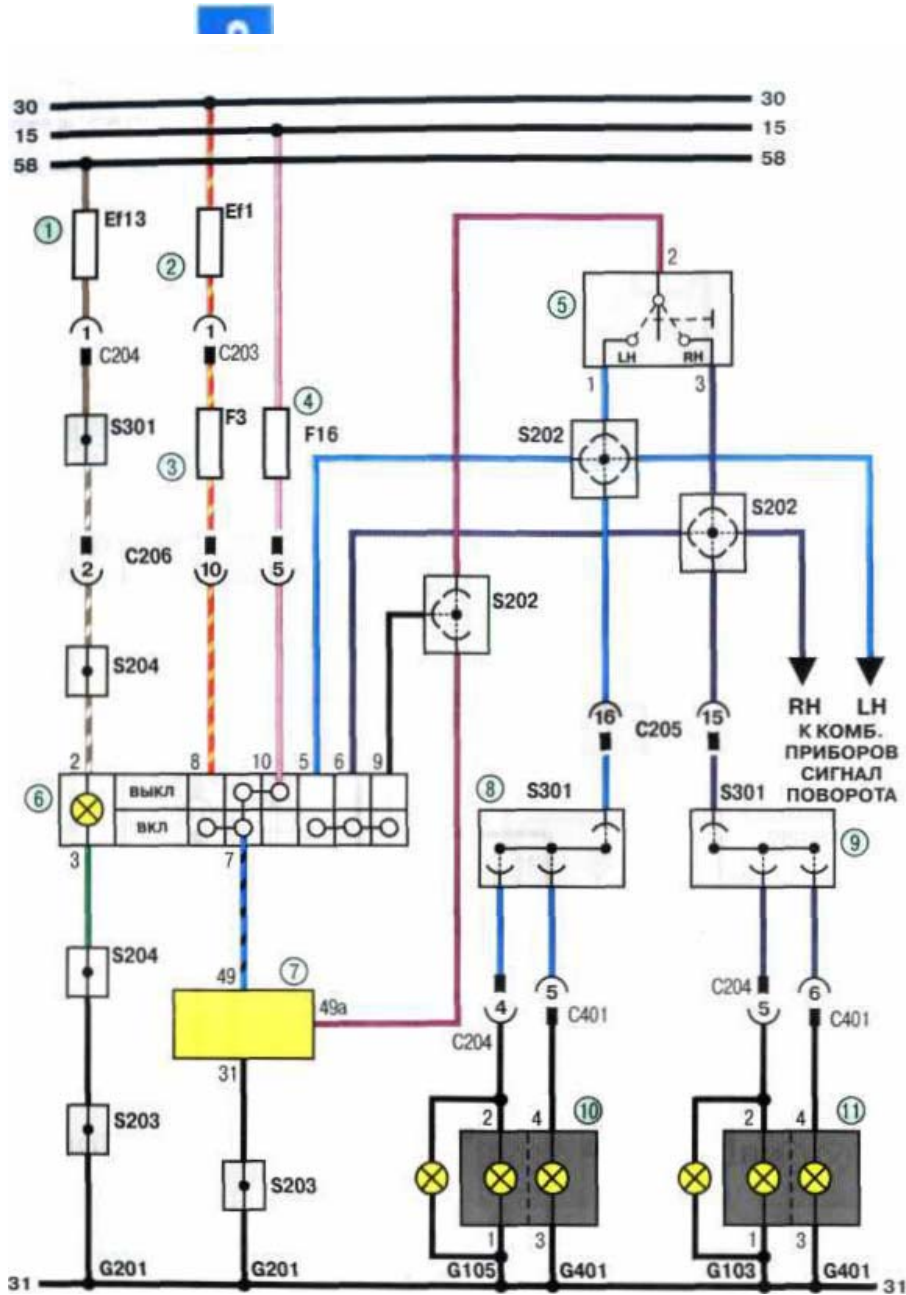 30 30
15 15
58 58
Ef13 Ef1
1 2 2
5
1 1
C204 C203
4
LH RH
S301 F3 F16 1 3
3
S202
S202
C206
2 10 5
S202
S204
16 C205 15
RH LH
К КОМБ.
ПРИБОРОВ
СИГНАЛ
ПОВОРОТА
2 8 10 5 6 9
6 ВЫКЛ
ВКЛ
8 S301 S301
9
3 7
S204
49 7
49a
4 5 C401
C204
C204 5 6 C401
31
S203
2 4 10 2 4 11
S203
1 3 1 3
G201 G201 G105 G401 G103 G401
31 31